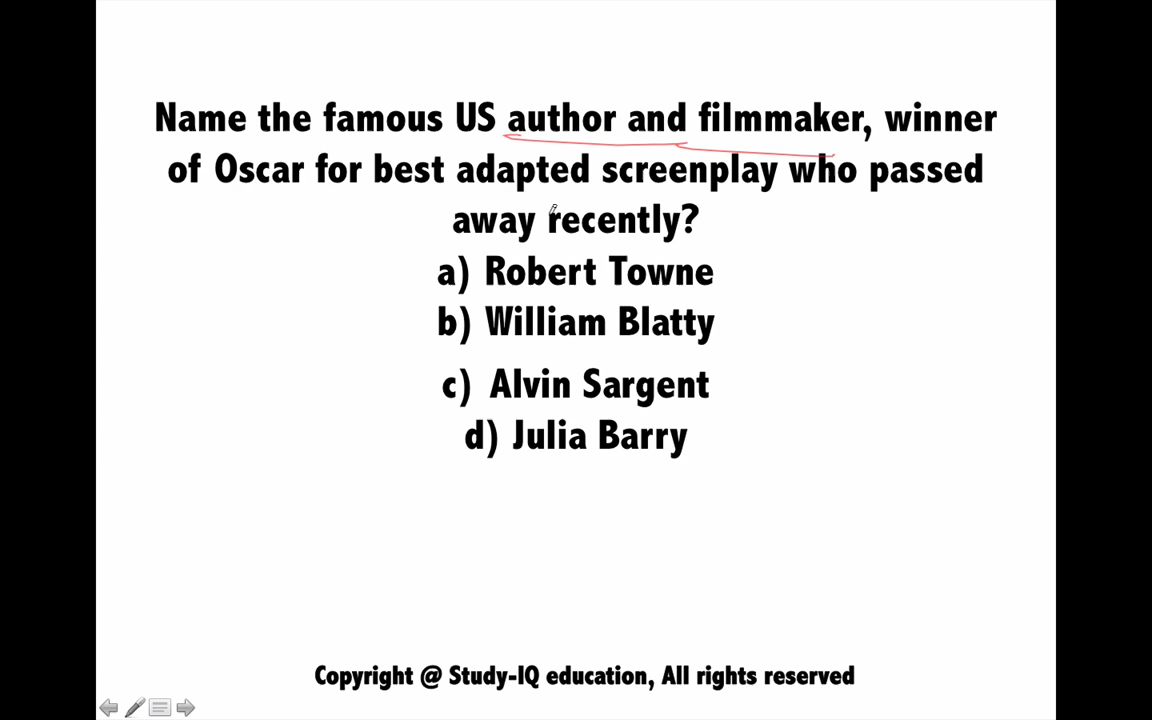 Name the famous US author and filmmaker, winner
of Oscar for best adapted screenplay who passed
away recently?
a) Robert Towne
b) William Blatty
c) Alvin Sargent
d) Julia Barry
Copyright @ Study-IQ education, All rights reserved